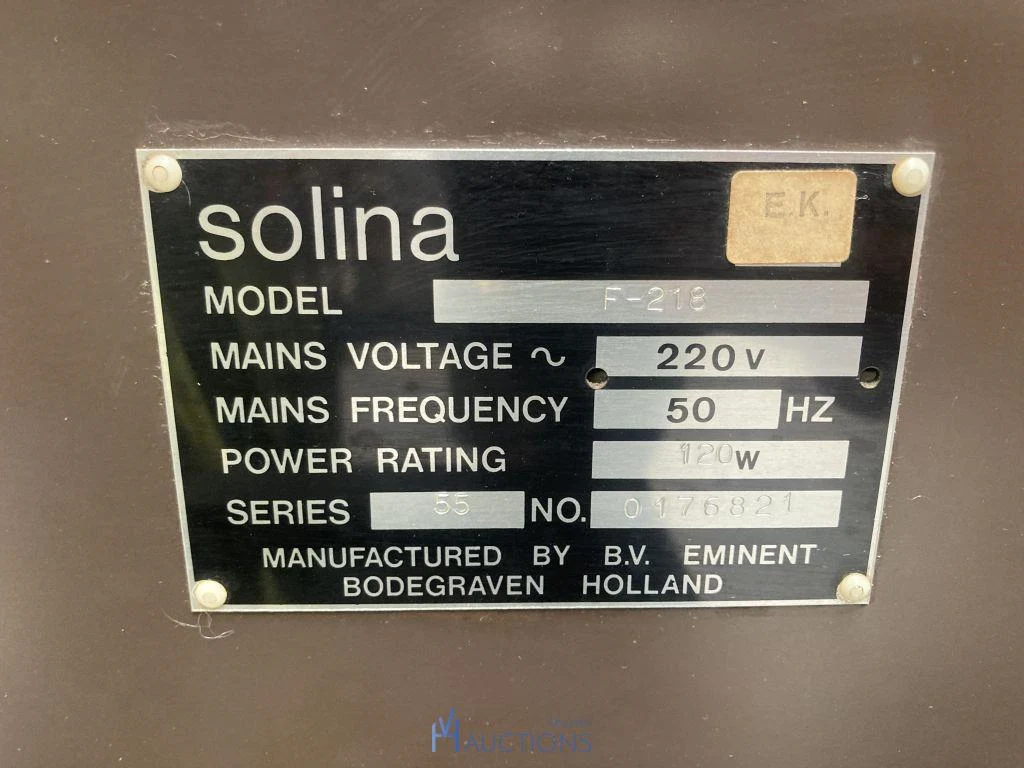 solina
E.K.
MODEL F-218
MAINS VOLTAGE ~ 220 V
MAINS FREQUENCY 50 HZ
POWER RATING 120W
SERIES 55 NO. 0176821
MANUFACTURED BY B.V. EMINENT
BODEGRAVEN HOLLAND
AUCTIONS